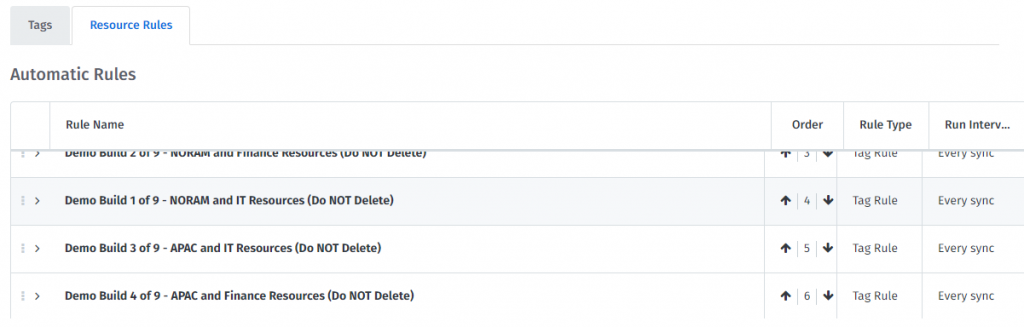 Tags Resource Rules
Automatic Rules
Rule Name Order Rule Type Run Interv...
Demo Build 2 of 9 - NORAM and Finance Resources (Do NOT Delete) 3 Tag Rule Every sync
Demo Build 1 of 9 - NORAM and IT Resources (Do NOT Delete) 4 Tag Rule Every sync
Demo Build 3 of 9 - APAC and IT Resources (Do NOT Delete) 5 Tag Rule Every sync
Demo Build 4 of 9 - APAC and Finance Resources (Do NOT Delete) 6 Tag Rule Every sync